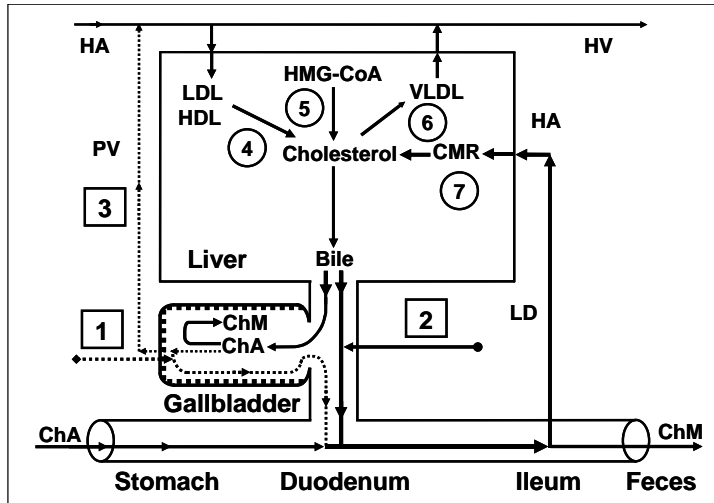 HA HV
HMG-CoA
LDL VLDL
HDL
5
6
HA
4
PV
Cholesterol CMR
7
3
Liver Bile
LD
1
ChM
2
ChA
Gallbladder
ChA ChM
Stomach Duodenum Ileum Feces